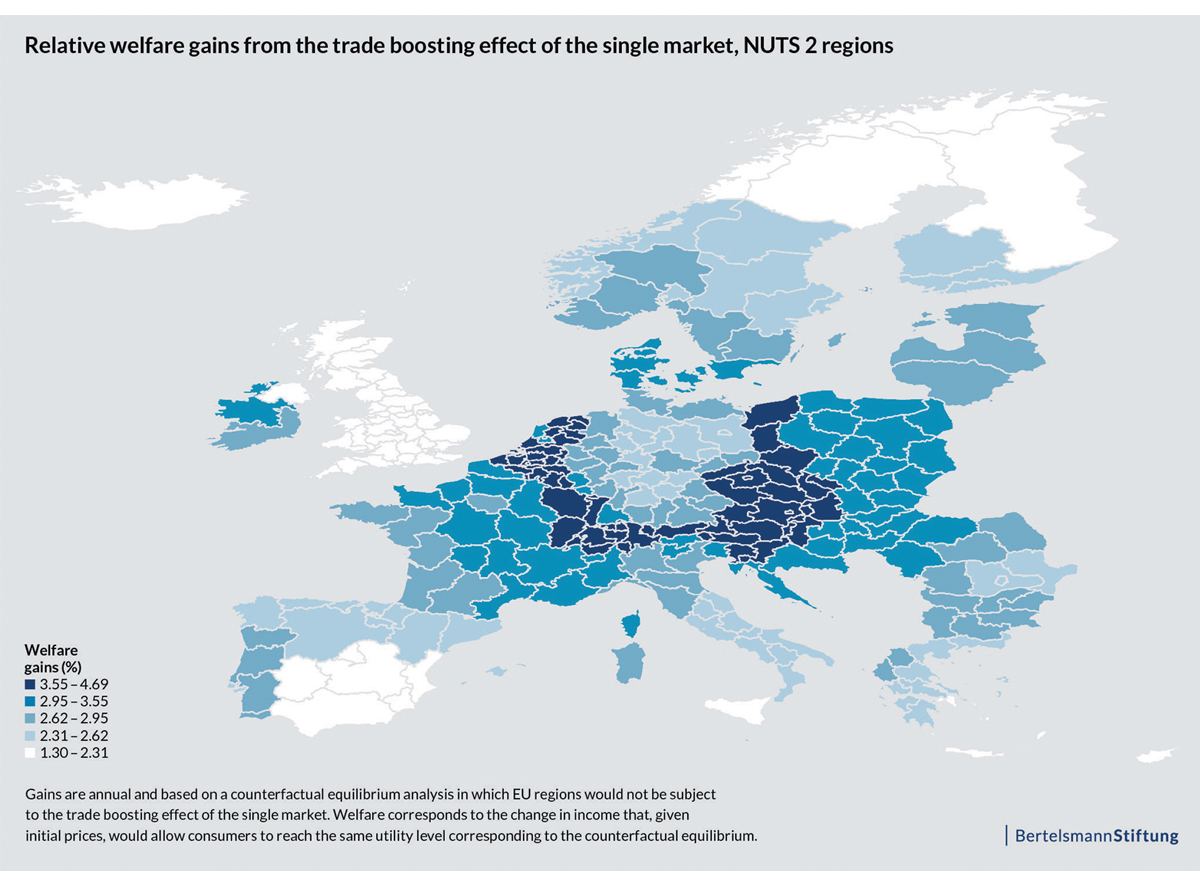 Relative welfare gains from the trade boosting effect of the single market, NUTS 2 regions
Welfare
gains (%)
3.55 – 4.69
2.95 – 3.55
2.62 – 2.95
2.31 – 2.62
1.30 – 2.31
Gains are annual and based on a counterfactual equilibrium analysis in which EU regions would not be subject
to the trade boosting effect of the single market. Welfare corresponds to the change in income that, given
initial prices, would allow consumers to reach the same utility level corresponding to the counterfactual equilibrium.
BertelsmannStiftung